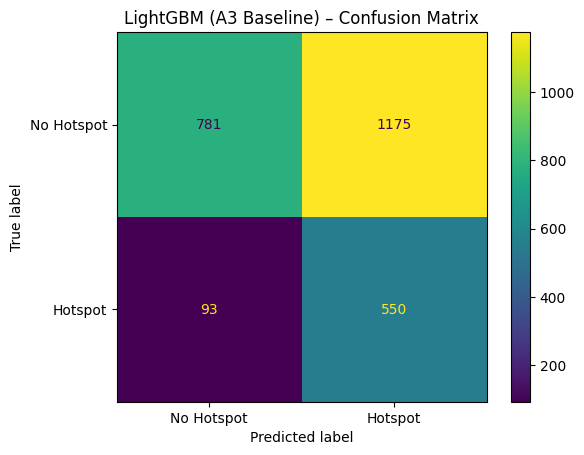 LightGBM (A3 Baseline) – Confusion Matrix
No Hotspot
781
1175
Hotspot
93
550
No Hotspot
Hotspot
True label
Predicted label
1000
800
600
400
200